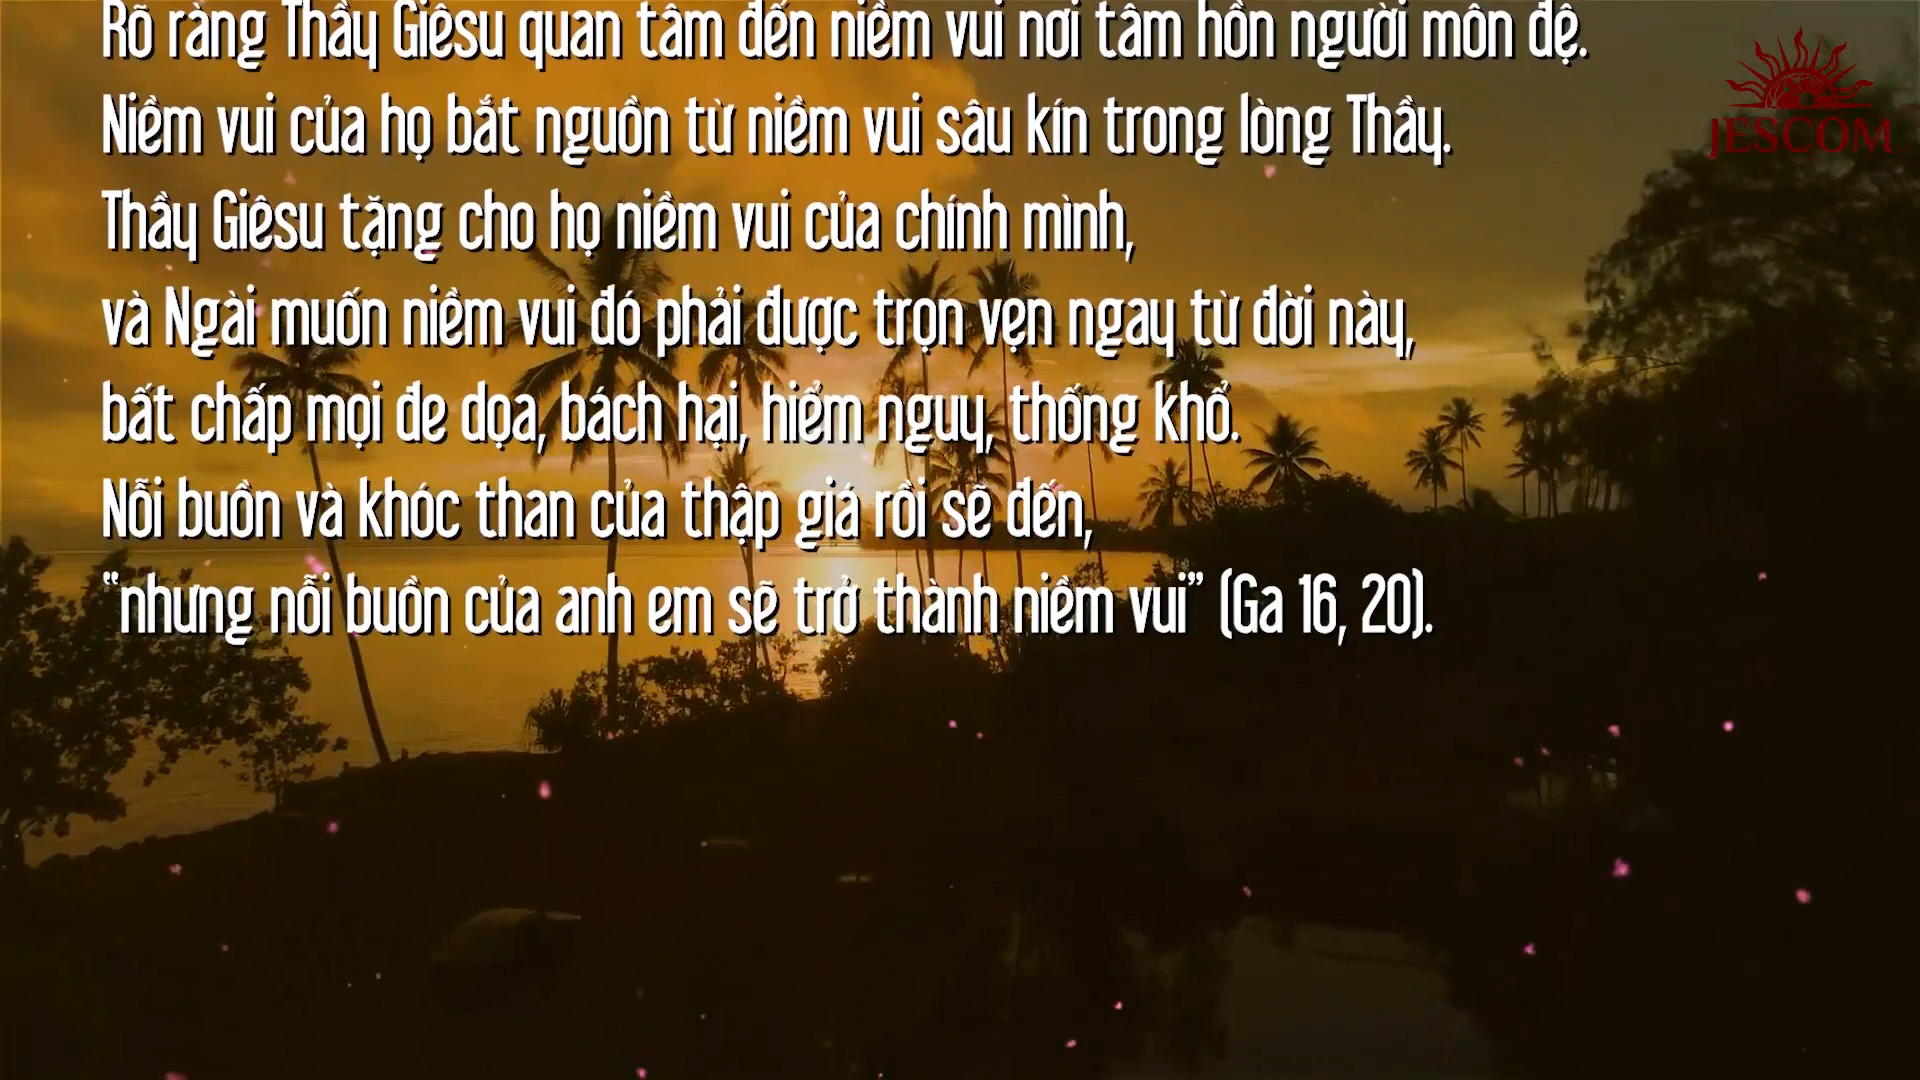 Rõ ràng Thầy Giêsu quan tâm đến niềm vui nơi tâm hồn người môn đệ.
Niềm vui của họ bắt nguồn từ niềm vui sâu kín trong lòng Thầy.
Thầy Giêsu tặng cho họ niềm vui của chính mình,
và Ngài muốn niềm vui đó phải được trọn vẹn ngay từ đời này,
bất chấp mọi đe dọa, bách hại, hiểm nguy, thống khổ.
Nỗi buồn và khóc than của thập giá rồi sẽ đến,
“nhưng nỗi buồn của anh em sẽ trở thành niềm vui” (Ga 16, 20).
JESCOM